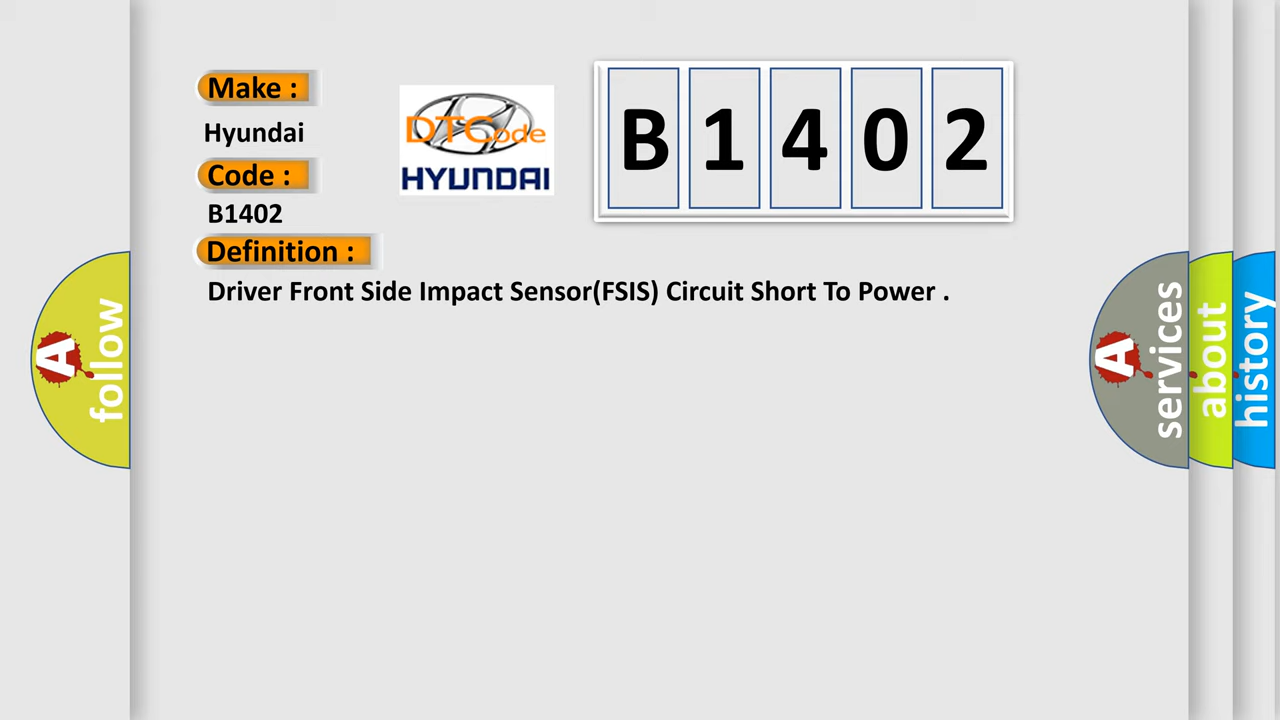 Make :
Hyundai
Code :
B1402
Definition :
Driver Front Side Impact Sensor(FSIS) Circuit Short To Power .
DTCode
HYUNDAI
B 1 4 0 2
A follow
A services
about
history